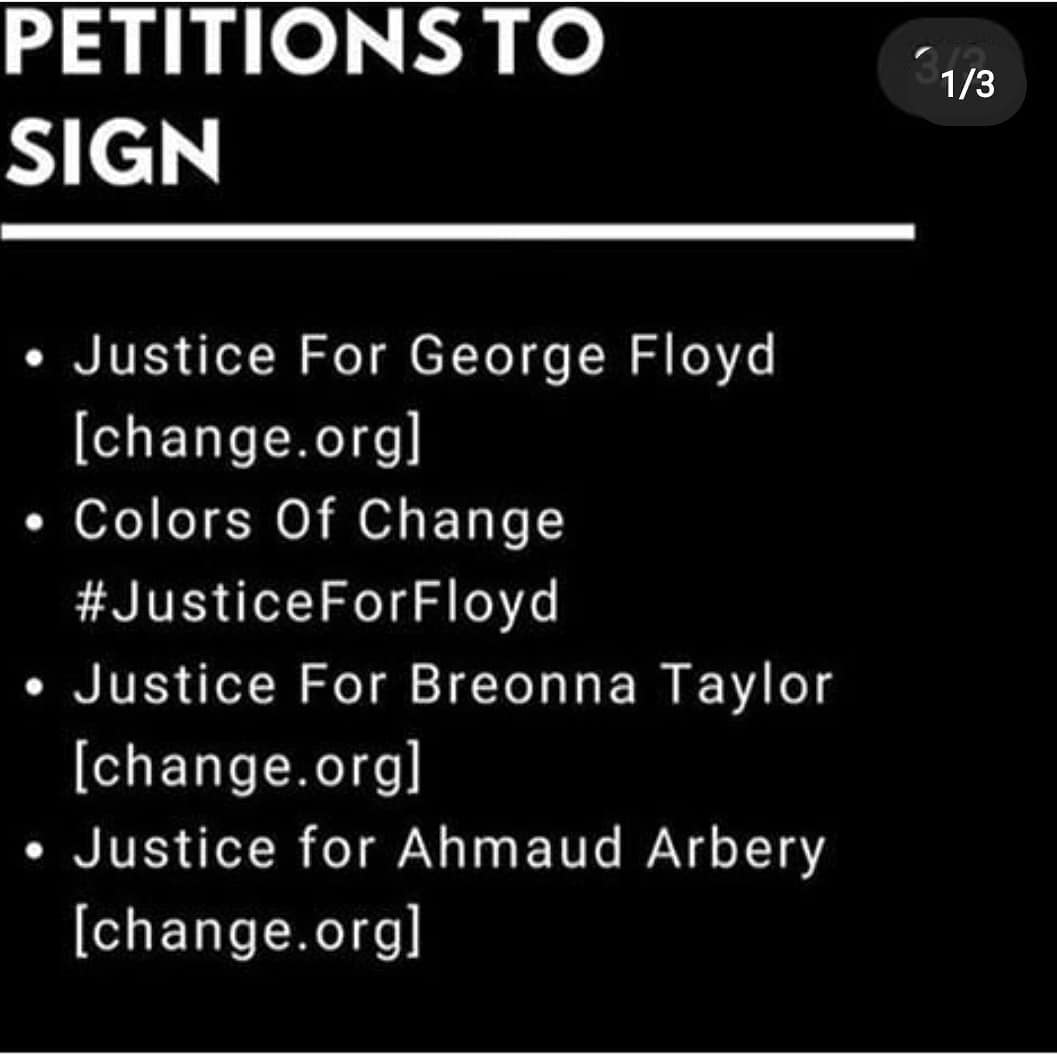 PETITIONS TO
SIGN
1/3
• Justice For George Floyd
[change.org]
• Colors Of Change
#JusticeForFloyd
• Justice For Breonna Taylor
[change.org]
• Justice for Ahmaud Arbery
[change.org]